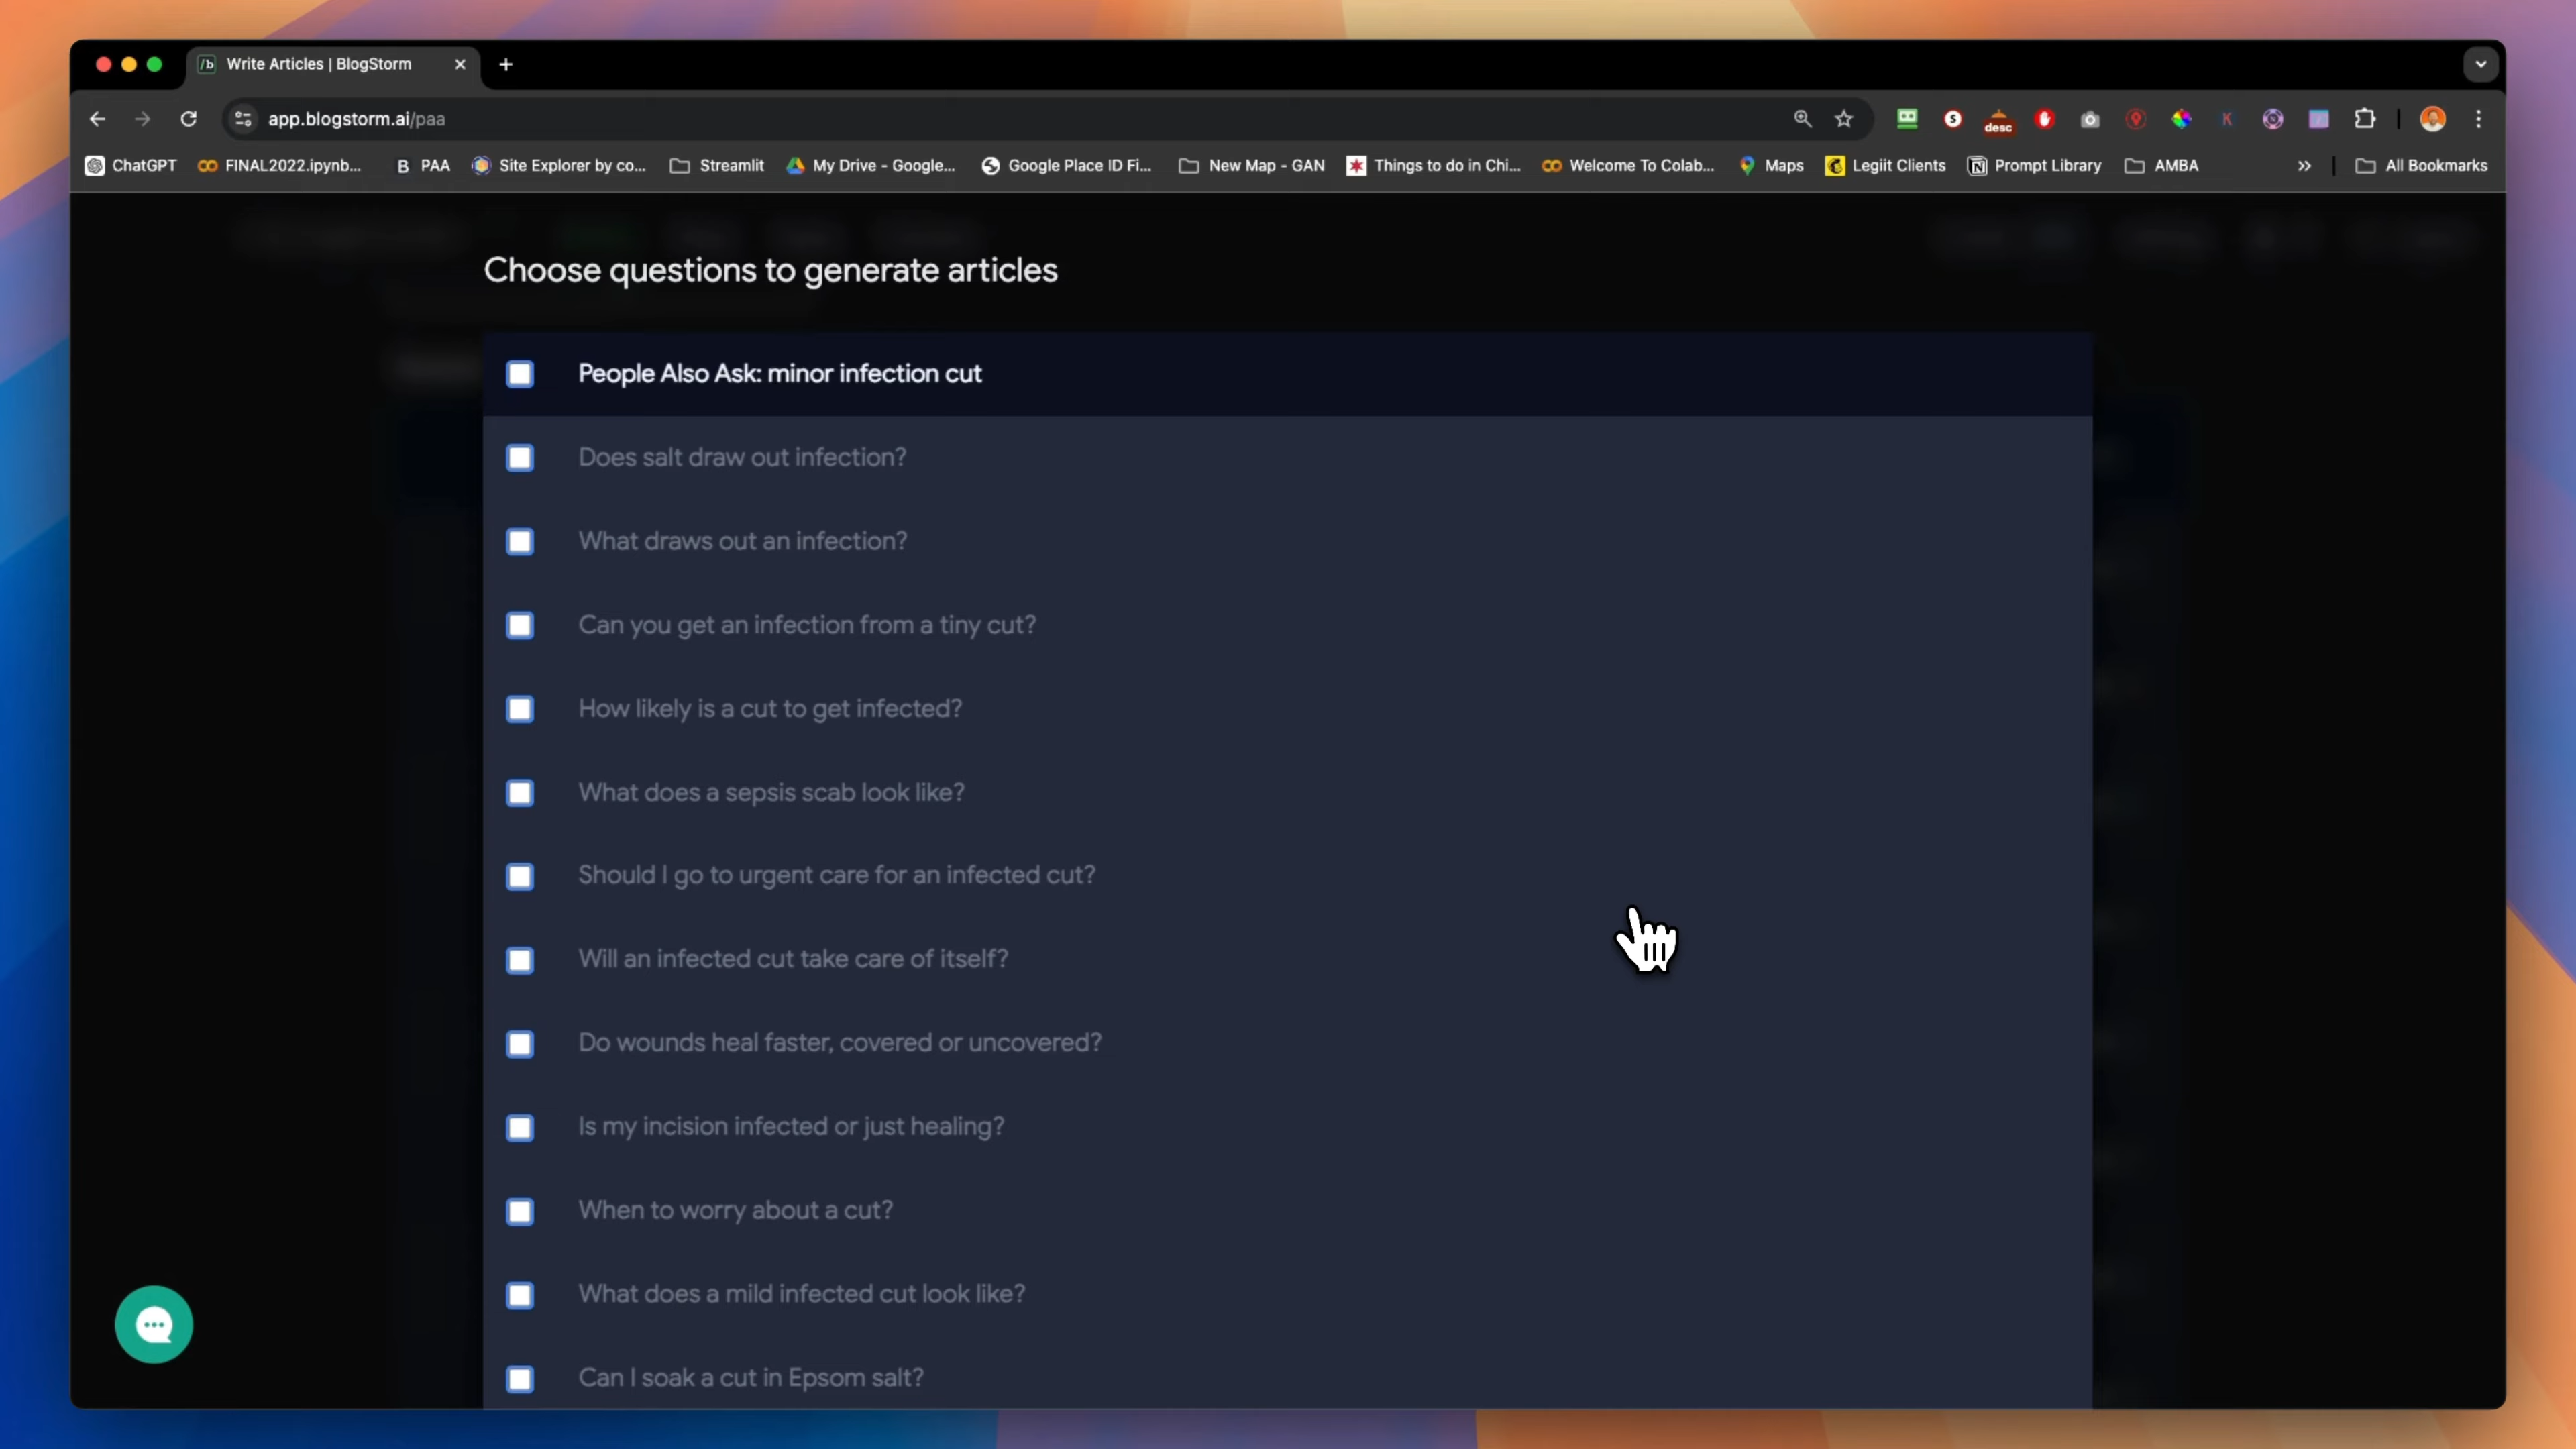 Write Articles | BlogStorm
app.blogstorm.ai/paa
desc
ChatGPT
FINAL2022.ipynb...
PAA
Site Explorer by co...
Streamlit
My Drive - Google...
Google Place ID Fi...
New Map - GAN
Things to do in Chi...
Welcome To Colab...
Maps
Legiit Clients
Prompt Library
AMBA
All Bookmarks
Choose questions to generate articles
People Also Ask: minor infection cut
Does salt draw out infection?
What draws out an infection?
Can you get an infection from a tiny cut?
How likely is a cut to get infected?
What does a sepsis scab look like?
Should I go to urgent care for an infected cut?
Will an infected cut take care of itself?
Do wounds heal faster, covered or uncovered?
Is my incision infected or just healing?
When to worry about a cut?
What does a mild infected cut look like?
Can I soak a cut in Epsom salt?